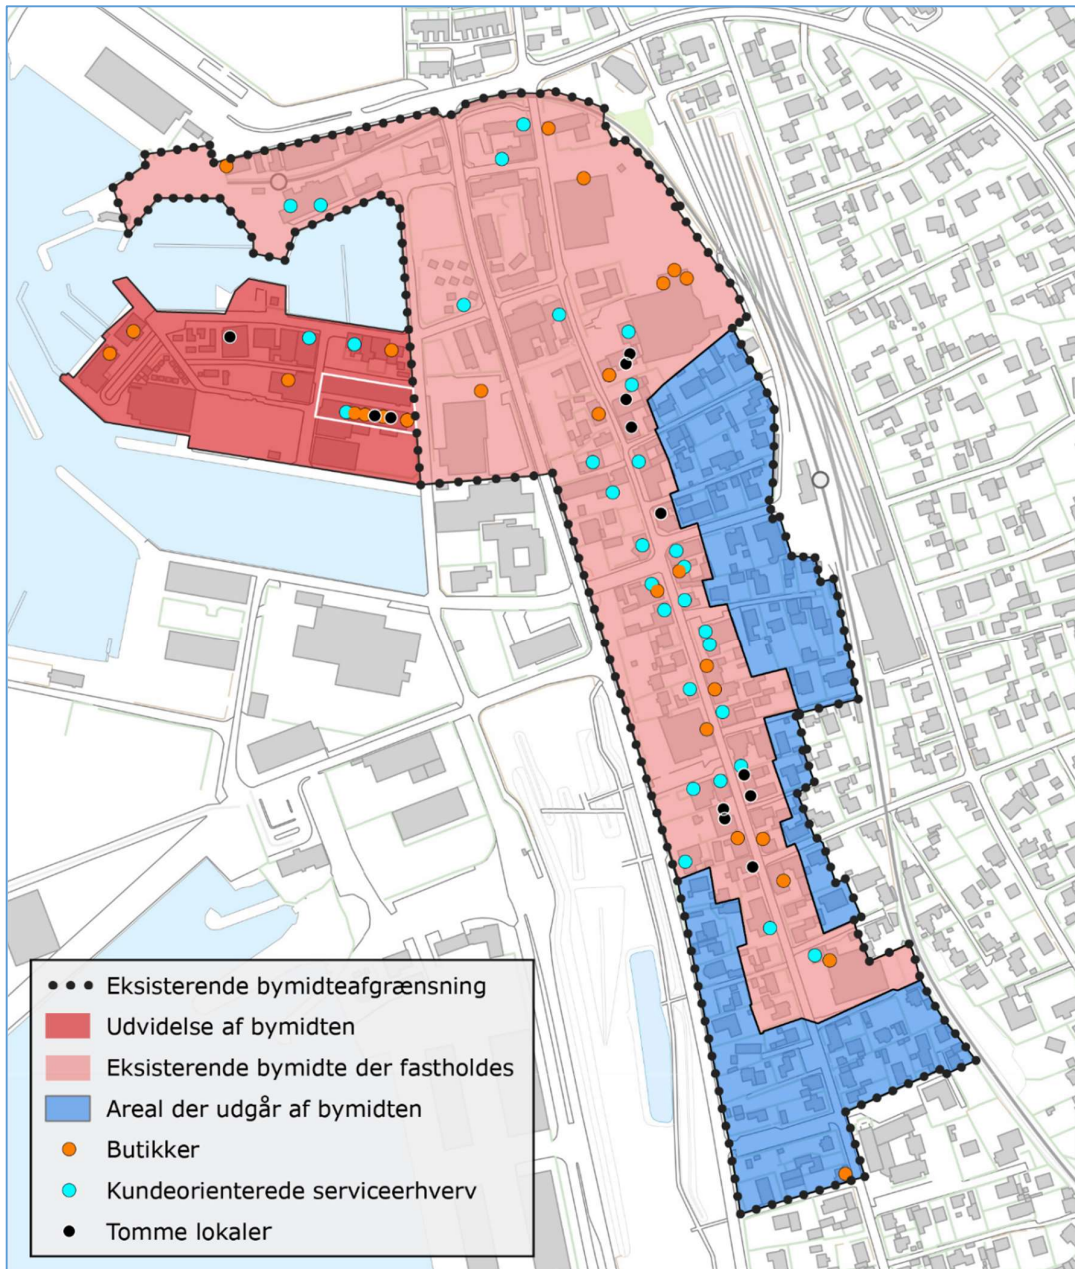 Eksisterende bymidteafgrænsning
Udvidelse af bymidten
Eksisterende bymidte der fastholdes
Areal der udgår af bymidten
Butikker
Kundeorienterede serviceerhverv
Tomme lokaler